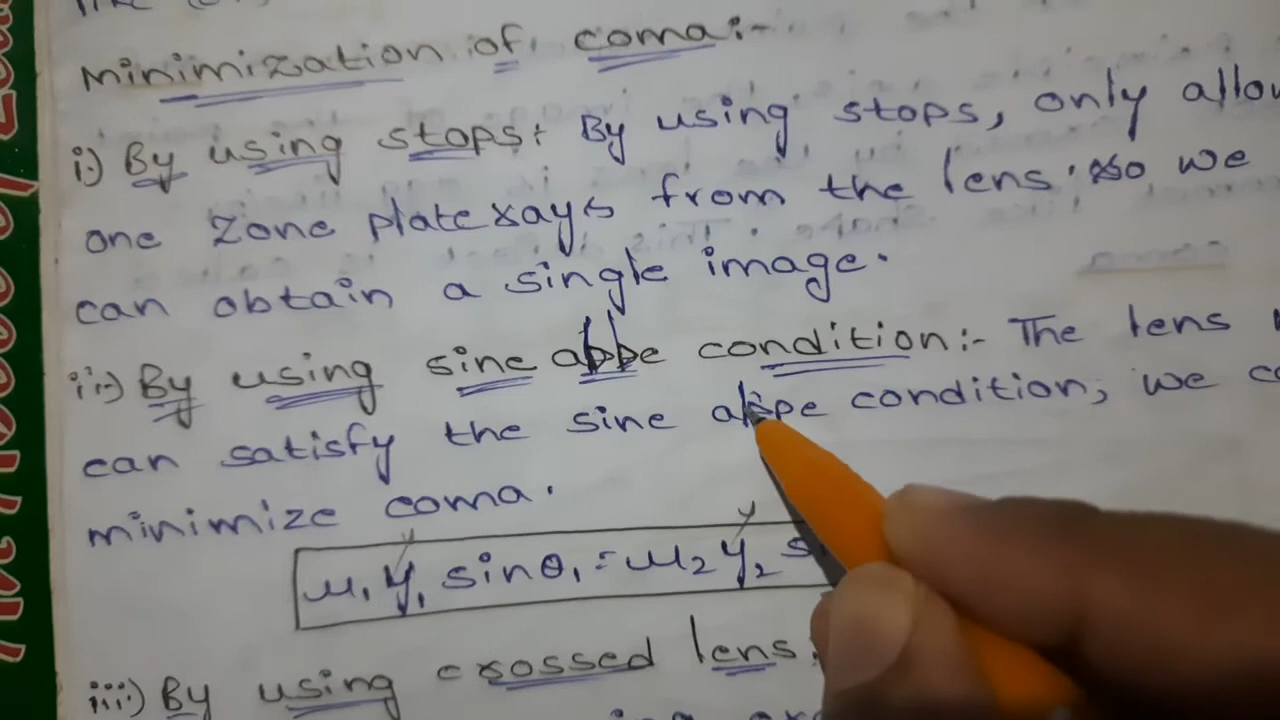 minimization of coma:-
i) By using stops: By using stops, only allow
one zone plate rays from the lens. so we
can obtain a single image.
ii) By using sine abbe condition:- The lens
can satisfy the sine abbe condition, we
minimize coma.
μ₁ y₁ sinθ₁ = μ₂ y₂
iii) By using crossed lens